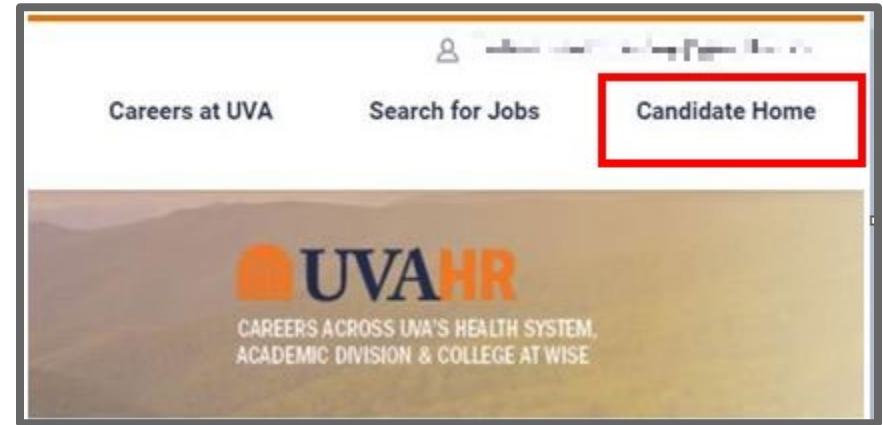 Careers at UVA Search for Jobs Candidate Home
UVAHR
CAREERS ACROSS UVA'S HEALTH SYSTEM,
ACADEMIC DIVISION & COLLEGE AT WISE